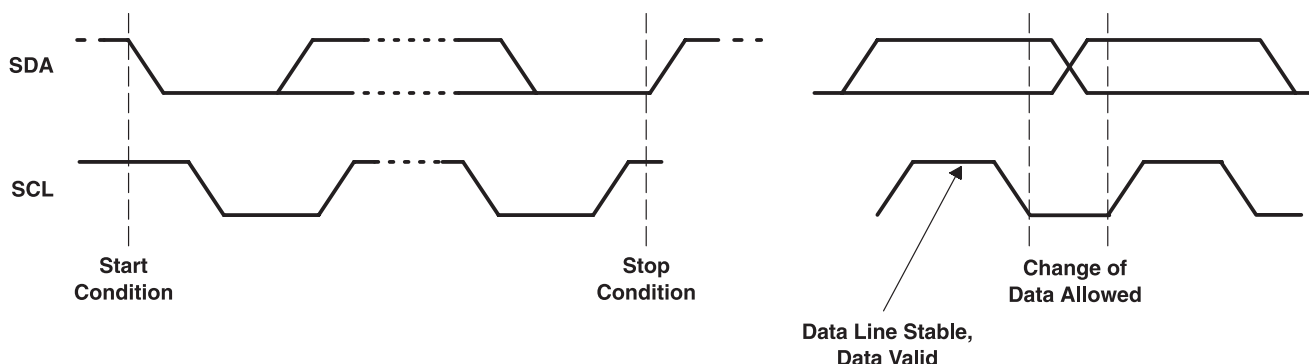 SDA
SCL
Start
Condition
Stop
Condition
Change of
Data Allowed
Data Line Stable,
Data Valid